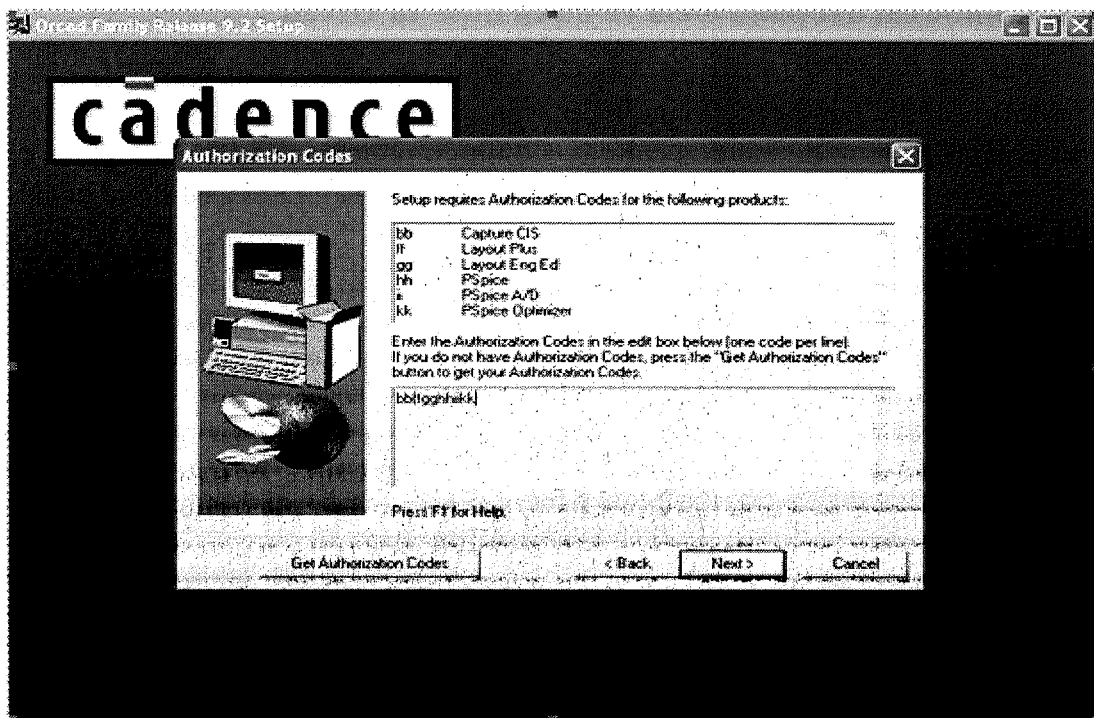 Orcad Family Release 9.2 Setup
cadence
Authorization Codes
Setup requires Authorization Codes for the following products:
bb Capture CIS
ff Layout Plus
gg Layout Eng Ed
hh PSpice
ii PSpice A/D
kk PSpice Optimizer
Enter the Authorization Codes in the edit box below (one code per line).
If you do not have Authorization Codes, press the "Get Authorization Codes"
button to get your Authorization Codes.
Press F1 for Help.
Get Authorization Codes
< Back
Next >
Cancel